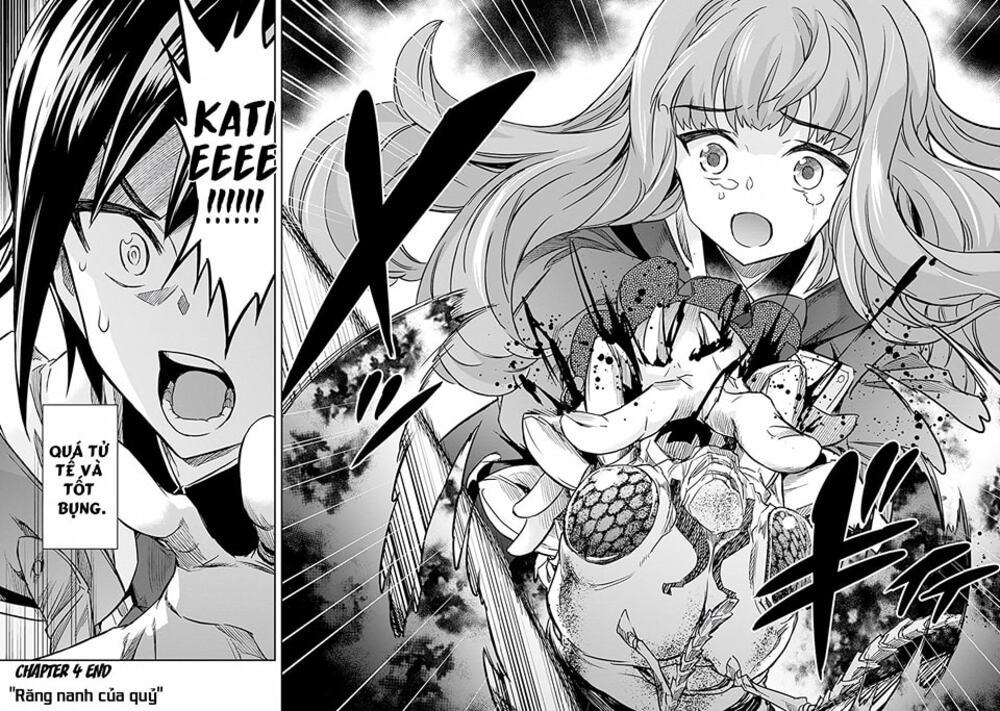 KATI
EEEE
!!!!!!
QUÁ TỬ
TẾ VÀ
TỐT
BỤNG.
CHAPTER 4 END
"Răng nanh của quỷ"